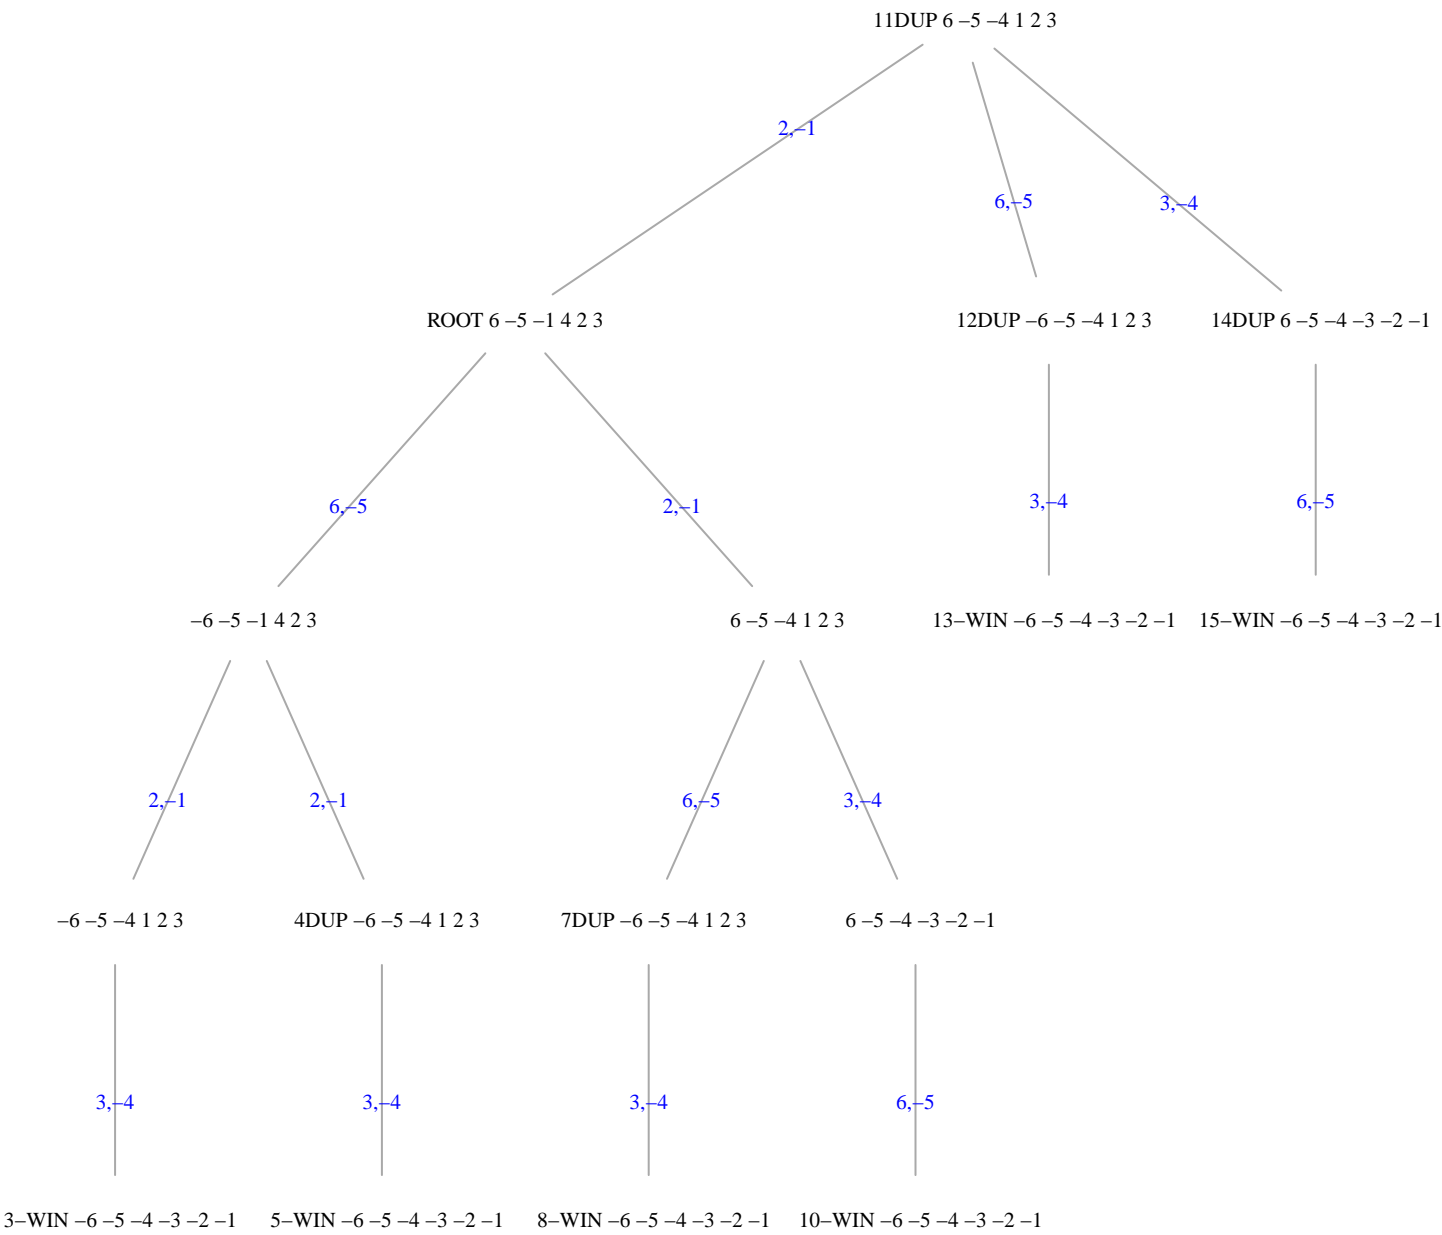 11DUP 6 −5 −4 1 2 3
2,−1
6,−5
3,−4
ROOT 6 −5 −1 4 2 3
12DUP −6 −5 −4 1 2 3
14DUP 6 −5 −4 −3 −2 −1
6,−5
2,−1
3,−4
6,−5
−6 −5 −1 4 2 3
6 −5 −4 1 2 3
13−WIN −6 −5 −4 −3 −2 −1
15−WIN −6 −5 −4 −3 −2 −1
2,−1
2,−1
6,−5
3,−4
−6 −5 −4 1 2 3
4DUP −6 −5 −4 1 2 3
7DUP −6 −5 −4 1 2 3
6 −5 −4 −3 −2 −1
3,−4
3,−4
3,−4
6,−5
3−WIN −6 −5 −4 −3 −2 −1
5−WIN −6 −5 −4 −3 −2 −1
8−WIN −6 −5 −4 −3 −2 −1
10−WIN −6 −5 −4 −3 −2 −1